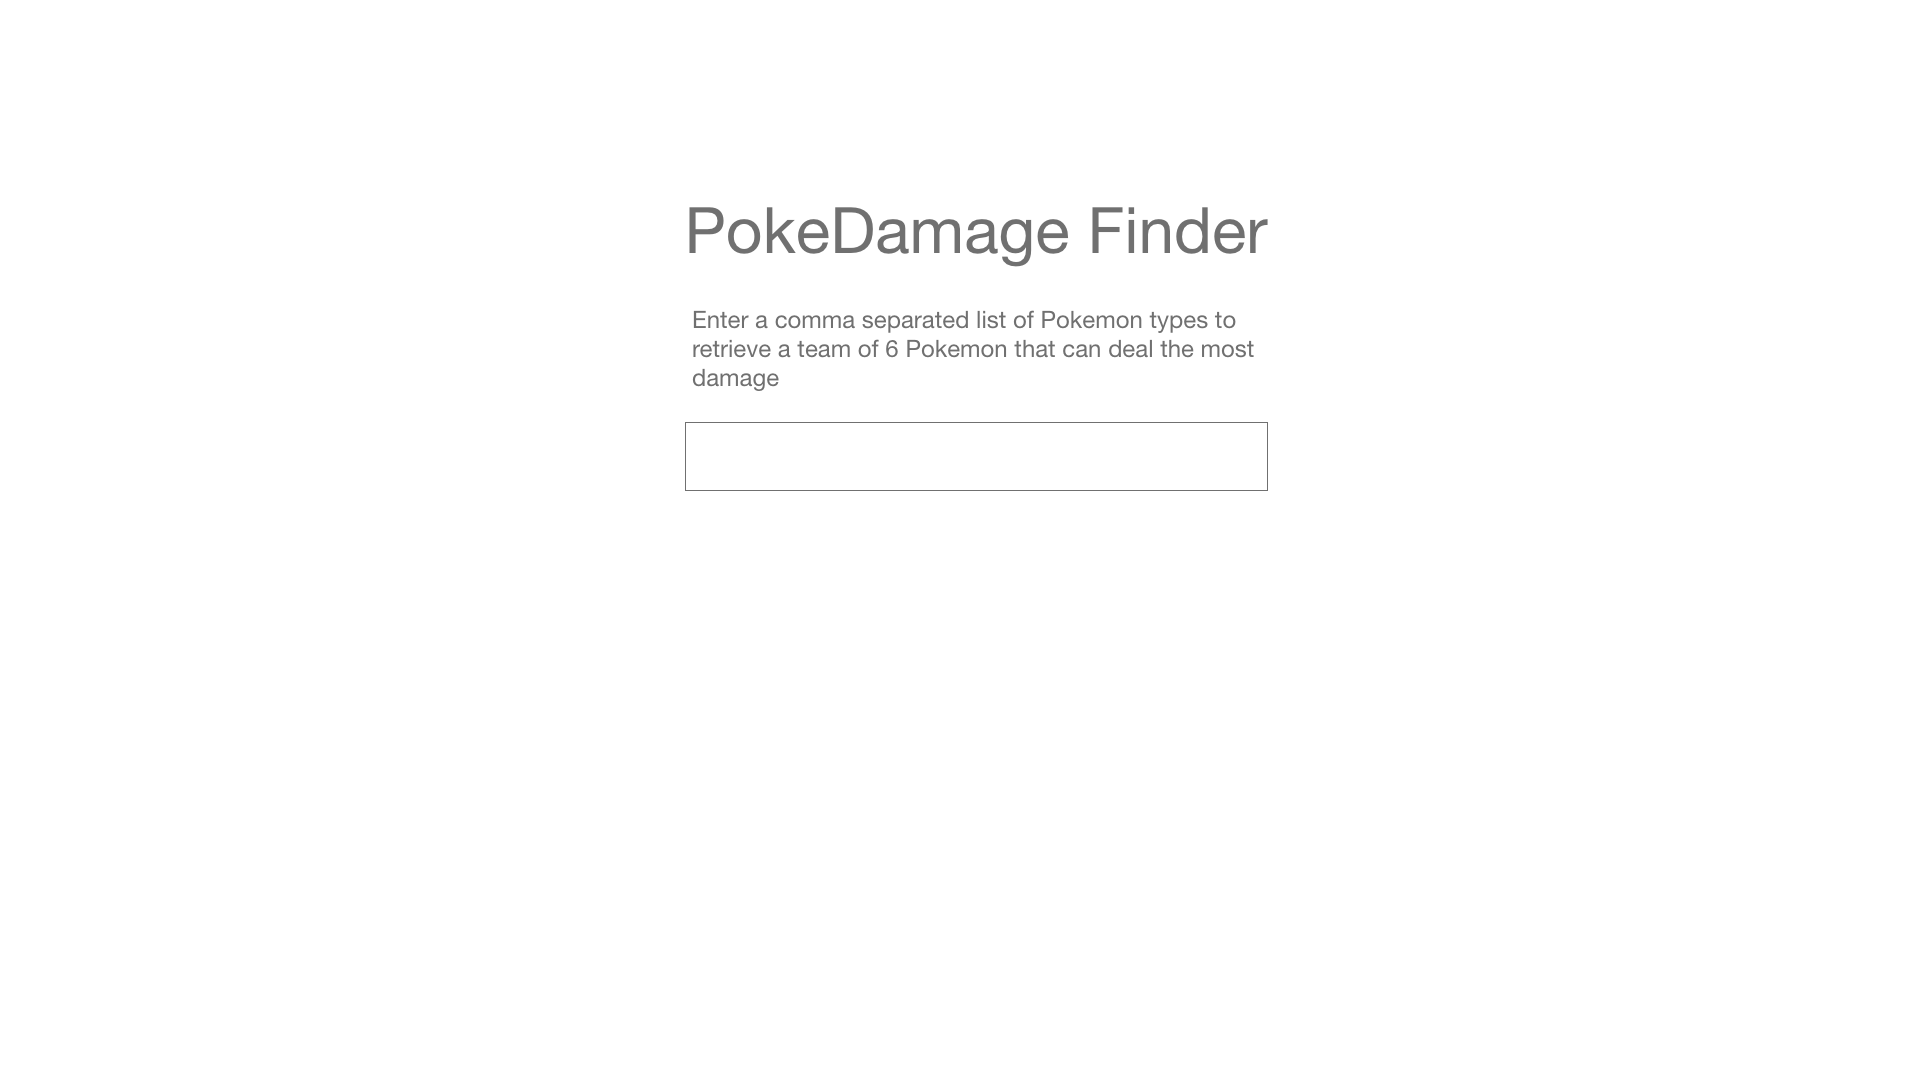 PokeDamage Finder
Enter a comma separated list of Pokemon types to
retrieve a team of 6 Pokemon that can deal the most
damage